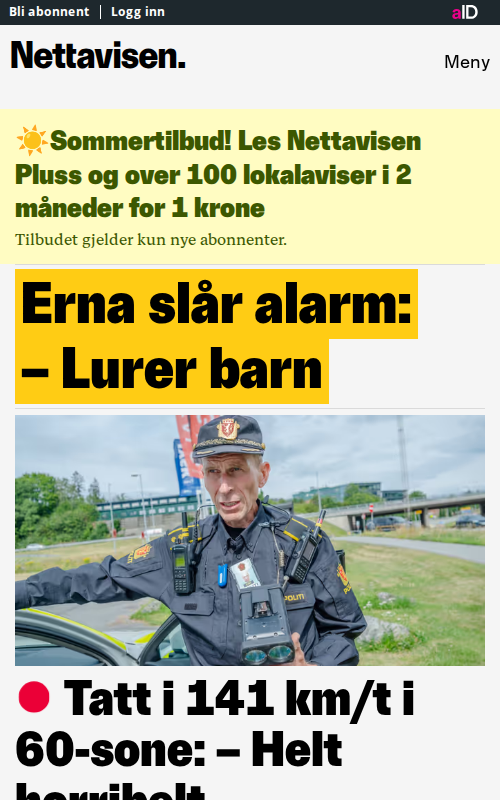 Bli abonnent | Logg inn
aID
Nettavisen.
Meny
☀️Sommertilbud! Les Nettavisen
Pluss og over 100 lokalaviser i 2
måneder for 1 krone
Tilbudet gjelder kun nye abonnenter.
Erna slår alarm:
– Lurer barn
POLITI
Tatt i 141 km/t i
60-sone: – Helt
horribelt